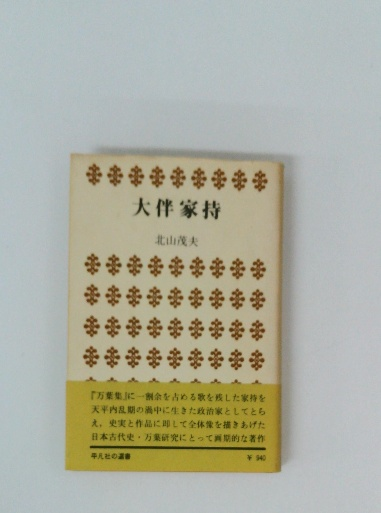 大伴家持
北山茂夫
『万葉集』に一割余を占める歌を残した家持を
天平内乱期の渦中に生きた政治家としてとら
え、史実と作品に即して全体像を描きあげた
日本古代史・万葉研究にとって画期的な著作
平凡社の選書